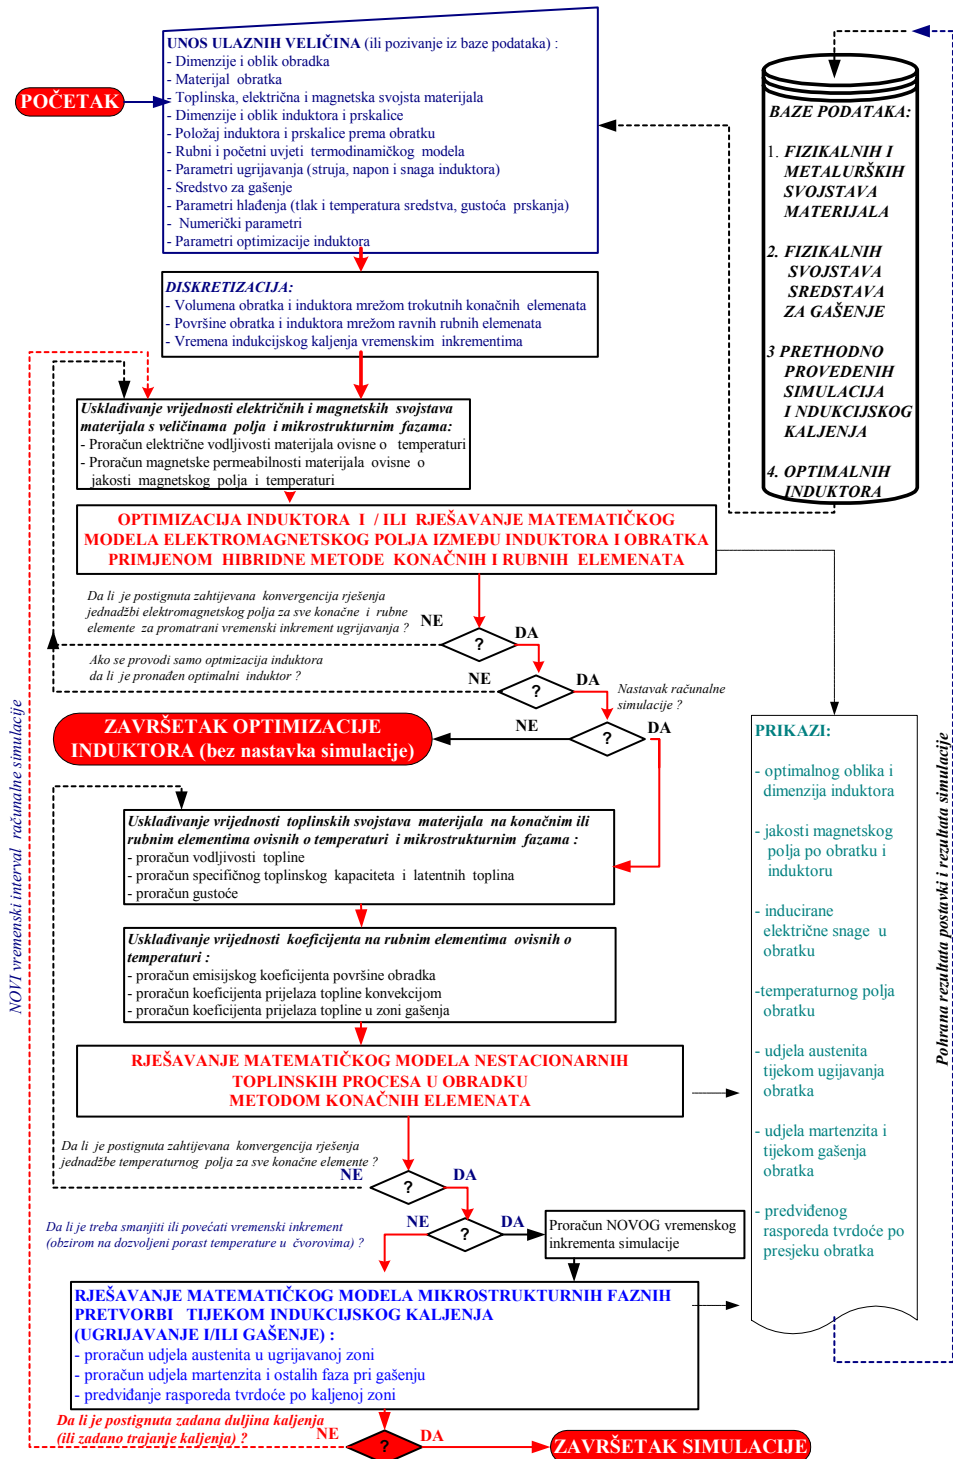 POČETAK
UNOS ULAZNIH VELIČINA (ili pozivanje iz baze podataka) :
- Dimenzije i oblik obradka
- Materijal obratka
- Toplinska, električna i magnetska svojsta materijala
- Dimenzije i oblik induktora i prskalice
- Položaj induktora i prskalice prema obratku
- Rubni i početni uvjeti termodinamičkog modela
- Parametri ugrijavanja (struja, napon i snaga induktora)
- Sredstvo za gašenje
- Parametri hlađenja (tlak i temperatura sredstva, gustoća prskanja)
- Numerički parametri
- Parametri optimizacije induktora
BAZE PODATAKA:
1. FIZIKALNIH I
METALURŠKIH
SVOJSTAVA
MATERIJALA
2. FIZIKALNIH
SVOJSTAVA
SREDSTAVA
ZA GAŠENJE
3 PRETHODNO
PROVEDENIH
SIMULACIJA
I NDUKCIJSKOG
KALJENJA
4. OPTIMALNIH
INDUKTORA
DISKRETIZACIJA:
- Volumena obratka i induktora mrežom trokutnih konačnih elemenata
- Površine obratka i induktora mrežom ravnih rubnih elemenata
- Vremena indukcijskog kaljenja vremenskim inkrementima
Usklađivanje vrijednosti električnih i magnetskih svojstava
materijala s veličinama polja i mikrostrukturnim fazama:
- Proračun električne vodljivosti materijala ovisne o temperaturi
- Proračun magnetske permeabilnosti materijala ovisne o
jakosti magnetskog polja i temperaturi
OPTIMIZACIJA INDUKTORA I / ILI RJEŠAVANJE MATEMATIČKOG
MODELA ELEKTROMAGNETSKOG POLJA IZMEĐU INDUKTORA I OBRATKA
PRIMJENOM HIBRIDNE METODE KONAČNIH I RUBNIH ELEMENATA
Da li je postignuta zahtijevana konvergencija rješenja
jednadžbi elektromagnetskog polja za sve konačne i rubne
elemente za promatrani vremenski inkrement ugrijavanja ?
NE
?
DA
Ako se provodi samo optmizacija induktora
da li je pronađen optimalni induktor ?
NE
?
DA
Nastavak računalne
simulacije ?
NE
?
DA
ZAVRŠETAK OPTIMIZACIJE
INDUKTORA (bez nastavka simulacije)
NOVI vremenski interval računalne simulacije
Usklađivanje vrijednosti toplinskih svojstava materijala na konačnim ili
rubnim elementima ovisnim o temperaturi i mikrostrukturnim fazama :
- proračun vodljivosti topline
- proračun specifičnog toplinskog kapaciteta i latentnih toplina
- proračun gustoće
Usklađivanje vrijednosti koeficijenta na rubnim elementima ovisnih o
temperaturi :
- proračun emisijskog koeficijenta površine obradka
- proračun koeficijenta prijelaza topline konvekcijom
- proračun koeficijenta prijelaza topline u zoni gašenja
RJEŠAVANJE MATEMATIČKOG MODELA NESTACIONARNIH
TOPLINSKIH PROCESA U OBRADKU
METODOM KONAČNIH ELEMENATA
Da li je postignuta zahtijevana konvergencija rješenja
jednadžbe temperaturnog polja za sve konačne elemente ?
NE
?
DA
Da li je treba smanjiti ili povećati vremenski inkrement
(obzirom na dozvoljeni porast temperature u čvorovima) ?
NE
?
DA
Proračun NOVOG vremenskog
inkrementa simulacije
RJEŠAVANJE MATEMATIČKOG MODELA MIKROSTRUKTURNIH FAZNIH
PRETVORBI TIJEKOM INDUKCIJSKOG KALJENJA
(UGRIJAVANJE I/ILI GAŠENJE) :
- proračun udjela austenita u ugrijavanoj zoni
- proračun udjela martenzita i ostalih faza pri gašenju
- predviđanje rasporeda tvrdoće po kaljenoj zoni
Da li je postignuta zadana duljina kaljenja
(ili zadano trajanje kaljenja) ?
NE
?
DA
ZAVRŠETAK SIMULACIJE
PRIKAZI:
- optimalnog oblika i
dimenzija induktora
- jakosti magnetskog
polja po obratku i
induktoru
- inducirane
električne snage u
obratku
-temperaturnog polja
obratku
- udjela austenita
tijekom ugijavanja
obratka
- udjela martenzita i
tijekom gašenja
obratka
- predviđenog
rasporeda tvrdoće po
presjeku obratka
Pohrana rezultata postavki i rezultata simulacije